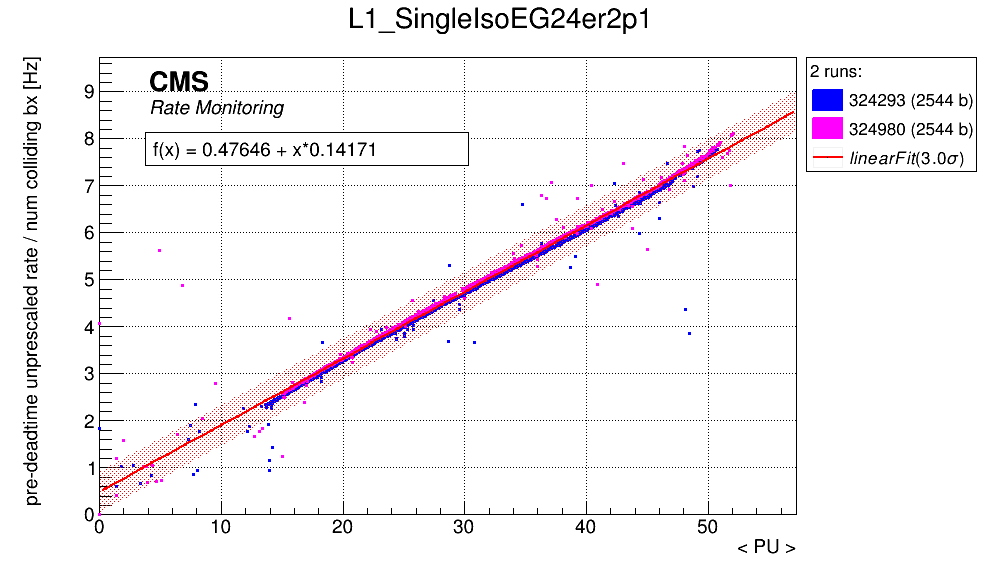 L1_SingleIsoEG24er2p1
pre-deadtime unprescaled rate / num colliding bx [Hz]
CMS
Rate Monitoring
f(x) = 0.47646 + x*0.14171
9
8
7
6
5
4
3
2
1
0
0 10 20 30 40 50
< PU >
2 runs:
324293 (2544 b)
324980 (2544 b)
linearFit(3.0σ)